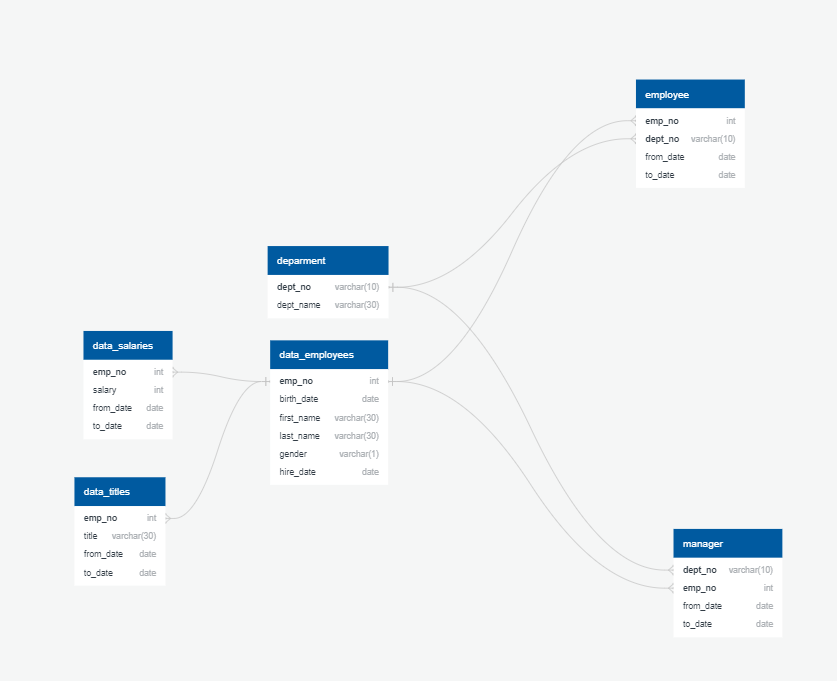 employee
emp_no int
dept_no varchar(10)
from_date date
to_date date
deparment
dept_no varchar(10)
dept_name varchar(30)
data_salaries
emp_no int
salary int
from_date date
to_date date
data_employees
emp_no int
birth_date date
first_name varchar(30)
last_name varchar(30)
gender varchar(1)
hire_date date
data_titles
emp_no int
title varchar(30)
from_date date
to_date date
manager
dept_no varchar(10)
emp_no int
from_date date
to_date date